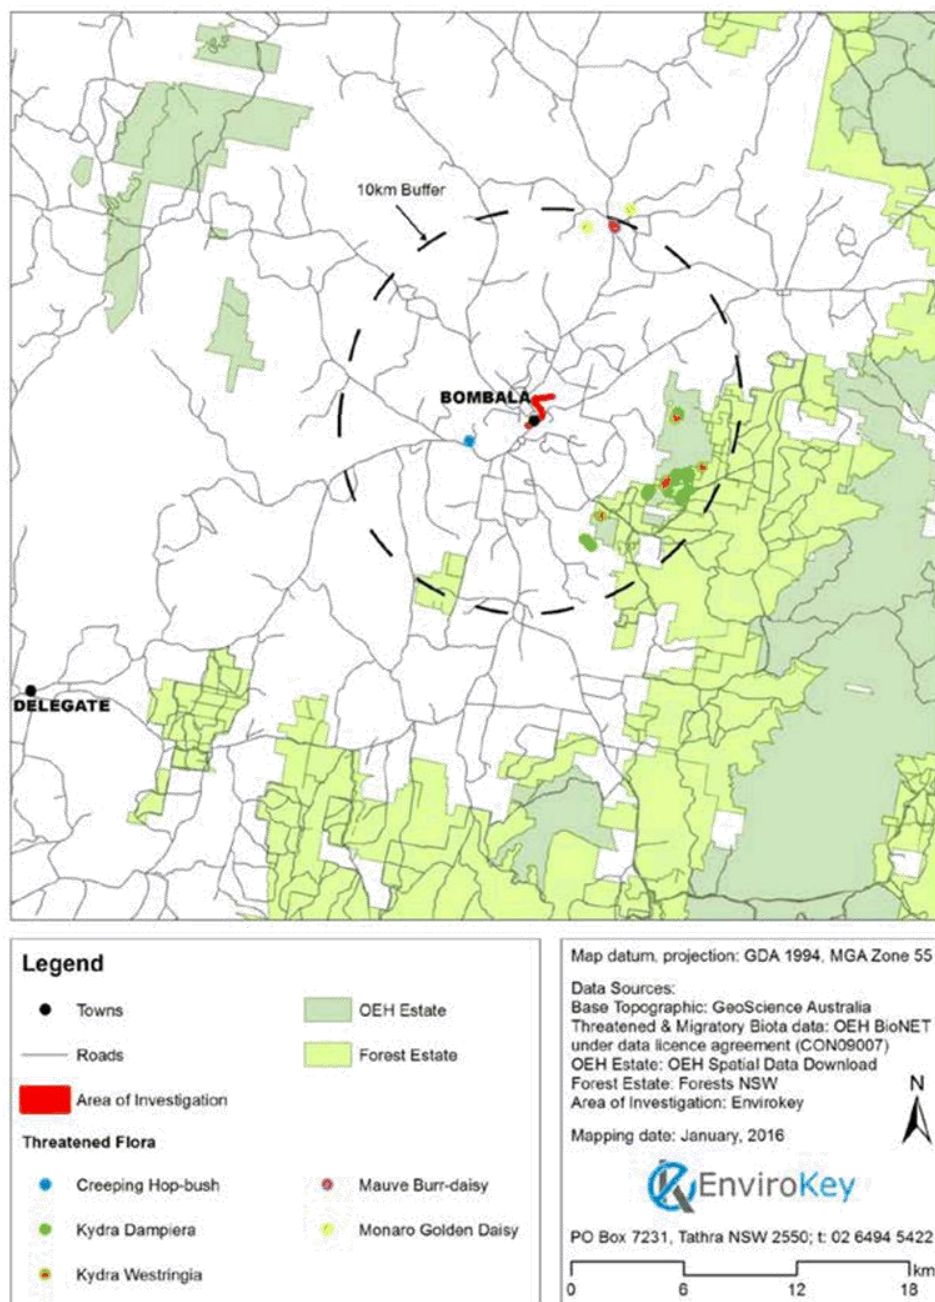 10km Buffer
BOMBALA
DELEGATE
Legend
Towns
Roads
Area of Investigation
OEH Estate
Forest Estate
Threatened Flora
Creeping Hop-bush
Kydra Dampiera
Kydra Westringia
Mauve Burr-daisy
Monaro Golden Daisy
Map datum, projection: GDA 1994, MGA Zone 55
Data Sources:
Base Topographic: GeoScience Australia
Threatened & Migratory Biota data: OEH BioNET
under data licence agreement (CON09007)
OEH Estate: OEH Spatial Data Download
Forest Estate: Forests NSW
Area of Investigation: Envirokey
Mapping date: January, 2016
N
EnviroKey
PO Box 7231, Tathra NSW 2550; t: 02 6494 5422
km
0 6 12 18